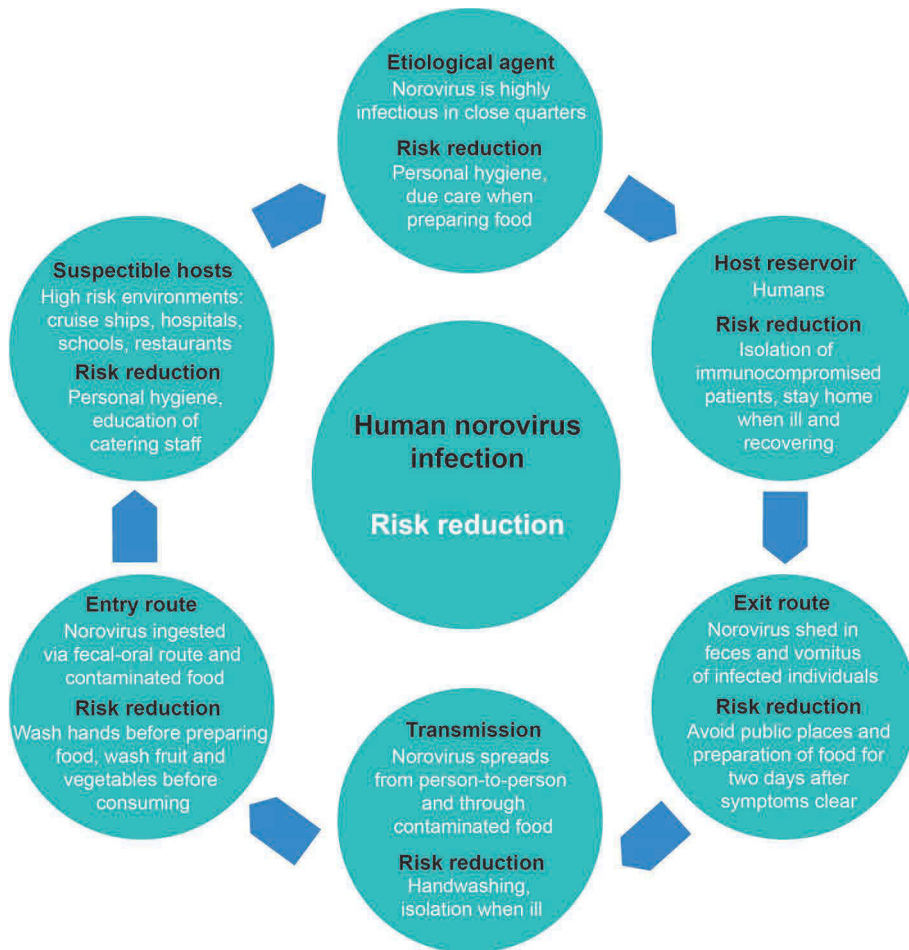 Etiological agent
Norovirus is highly
infectious in close quarters
Risk reduction
Personal hygiene,
due care when
preparing food
Host reservoir
Humans
Risk reduction
Isolation of
immunocompromised
patients, stay home
when ill and
recovering
Exit route
Norovirus shed in
feces and vomitus
of infected individuals
Risk reduction
Avoid public places and
preparation of food for
two days after
symptoms clear
Transmission
Norovirus spreads
from person-to-person
and through
contaminated food
Risk reduction
Handwashing,
isolation when ill
Entry route
Norovirus ingested
via fecal-oral route and
contaminated food
Risk reduction
Wash hands before preparing
food, wash fruit and
vegetables before
consuming
Suspectible hosts
High risk environments:
cruise ships, hospitals,
schools, restaurants
Risk reduction
Personal hygiene,
education of
catering staff
Human norovirus
infection
Risk reduction